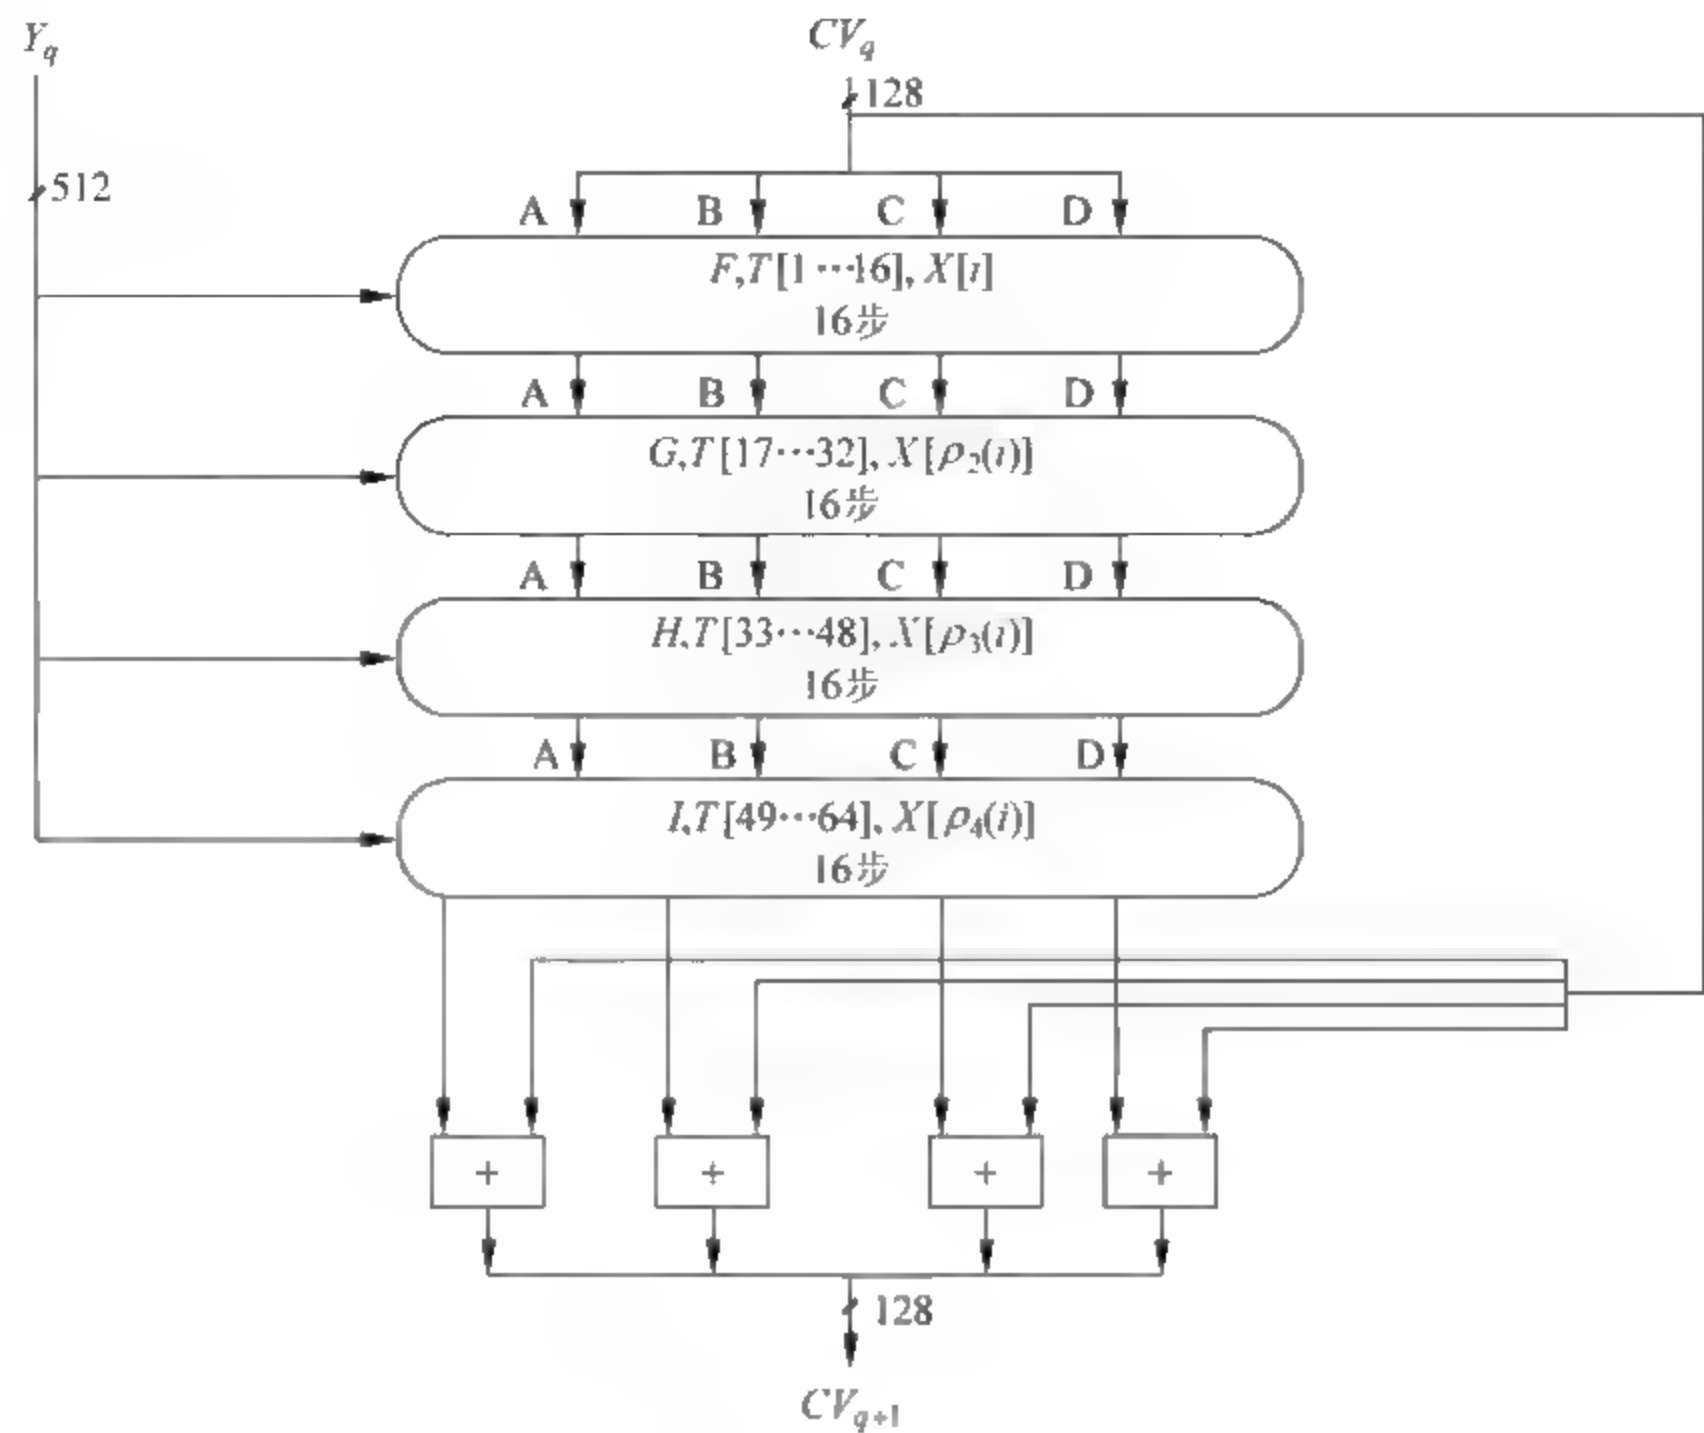 Y_q
CV_q
128
512
A B C D
F,T[1…16], X[i]
16步
A B C D
G,T[17…32], X[ρ₂(i)]
16步
A B C D
H,T[33…48], X[ρ₃(i)]
16步
A B C D
I,T[49…64], X[ρ₄(i)]
16步
+ + + +
128
CV_{q+1}